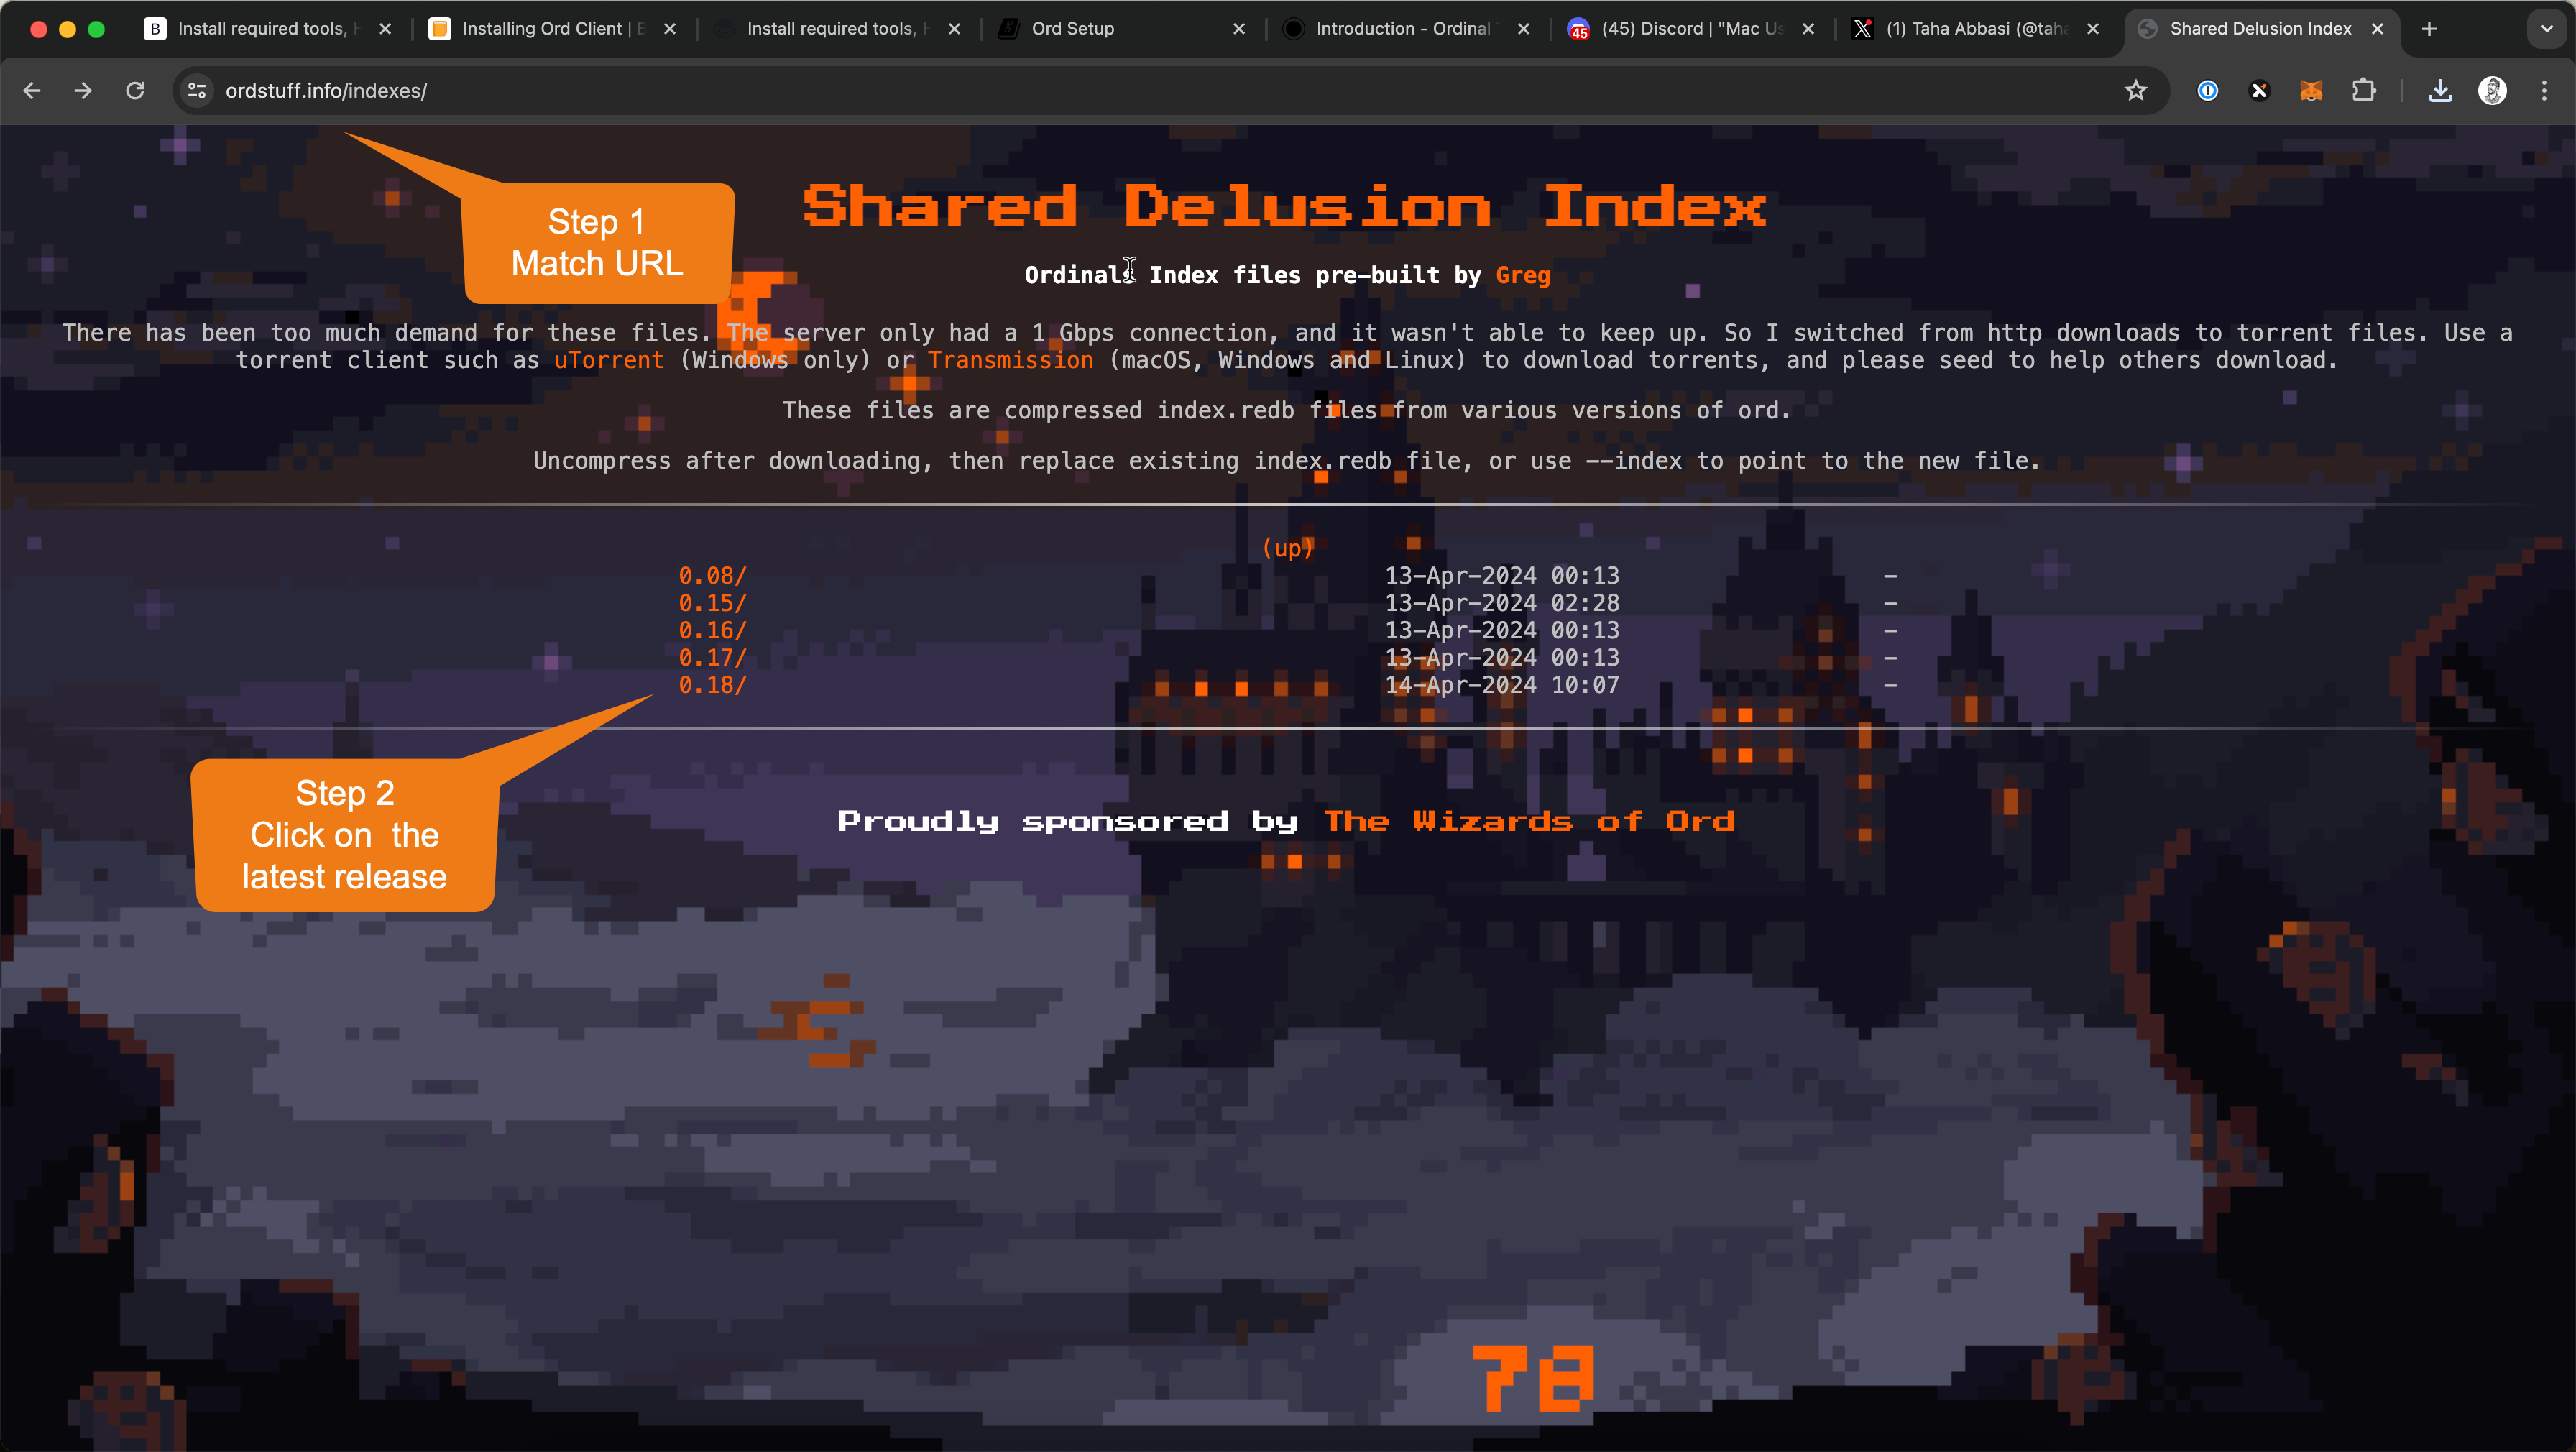 Install required tools, H
Installing Ord Client | B
Install required tools, H
Ord Setup
Introduction - Ordinal T
(45) Discord | "Mac Us
(1) Taha Abbasi (@taha
Shared Delusion Index
ordstuff.info/indexes/
Step 1
Match URL
Shared Delusion Index
Ordinals Index files pre-built by Greg
There has been too much demand for these files. The server only had a 1 Gbps connection, and it wasn't able to keep up. So I switched from http downloads to torrent files. Use a
torrent client such as uTorrent (Windows only) or Transmission (macOS, Windows and Linux) to download torrents, and please seed to help others download.
These files are compressed index.redb files from various versions of ord.
Uncompress after downloading, then replace existing index.redb file, or use --index to point to the new file.
(up)
0.08/ 13-Apr-2024 00:13 -
0.15/ 13-Apr-2024 02:28 -
0.16/ 13-Apr-2024 00:13 -
0.17/ 13-Apr-2024 00:13 -
0.18/ 14-Apr-2024 10:07 -
Step 2
Click on the
latest release
Proudly sponsored by The Wizards of Ord
78